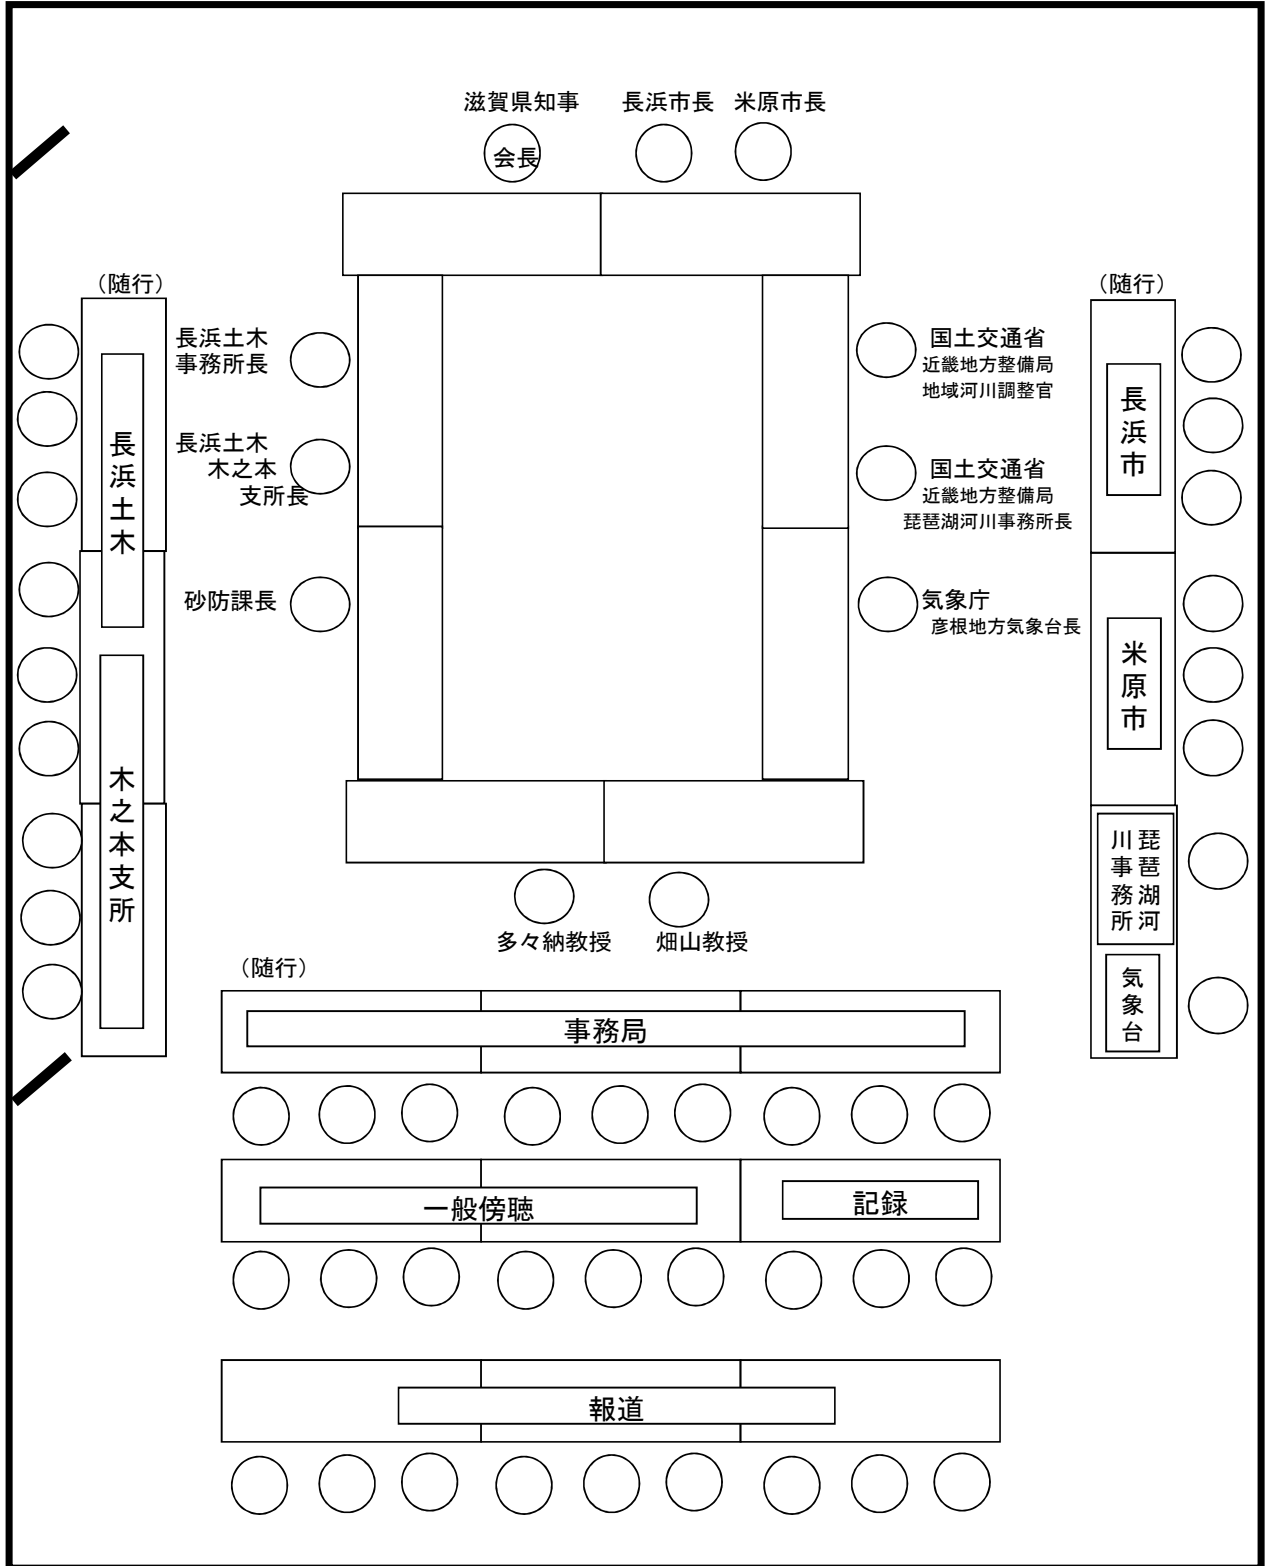 滋賀県知事
長浜市長
米原市長
会長
（随行）
（随行）
長浜土木
事務所長
国土交通省
近畿地方整備局
地域河川調整官
長浜市
長浜土木
長浜土木
木之本
支所長
国土交通省
近畿地方整備局
琵琶湖河川事務所長
砂防課長
気象庁
彦根地方気象台長
米原市
木之本支所
琵琶湖河
川事務所
多々納教授
畑山教授
（随行）
気象台
事務局
一般傍聴
記録
報道